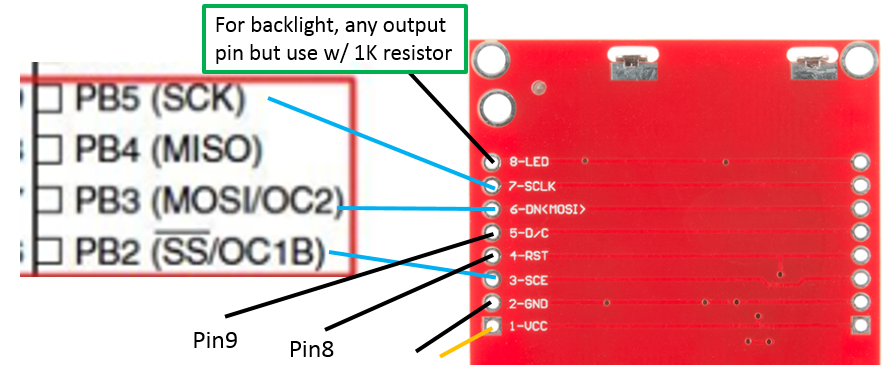 For backlight, any output
pin but use w/ 1K resistor
PB5 (SCK)
PB4 (MISO)
PB3 (MOSI/OC2)
PB2 (SS/OC1B)
8-LED
7-SCLK
6-DN<MOSI>
5-D/C
4-RST
3-SCE
2-GND
1-VCC
Pin9
Pin8